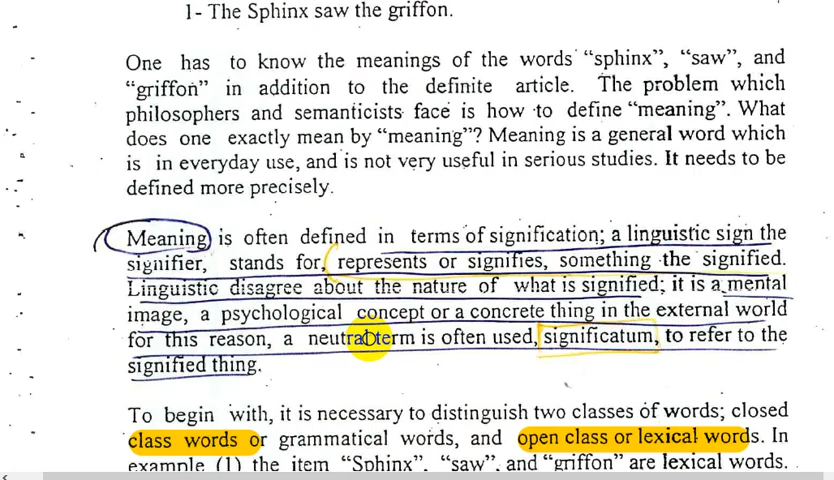 1- The Sphinx saw the griffon.
One has to know the meanings of the words “sphinx”, “saw”, and
“griffon” in addition to the definite article. The problem which
philosophers and semanticists face is how to define “meaning”. What
does one exactly mean by “meaning”? Meaning is a general word which
is in everyday use, and is not very useful in serious studies. It needs to be
defined more precisely.
Meaning is often defined in terms of signification; a linguistic sign the
signifier, stands for, represents or signifies, something the signified.
Linguistic disagree about the nature of what is signified; it is a mental
image, a psychological concept or a concrete thing in the external world
for this reason, a neutral term is often used, significatum, to refer to the
signified thing.
To begin with, it is necessary to distinguish two classes of words; closed
class words or grammatical words, and open class or lexical words. In
example (1) the item “Sphinx”, “saw”, and “griffon” are lexical words.